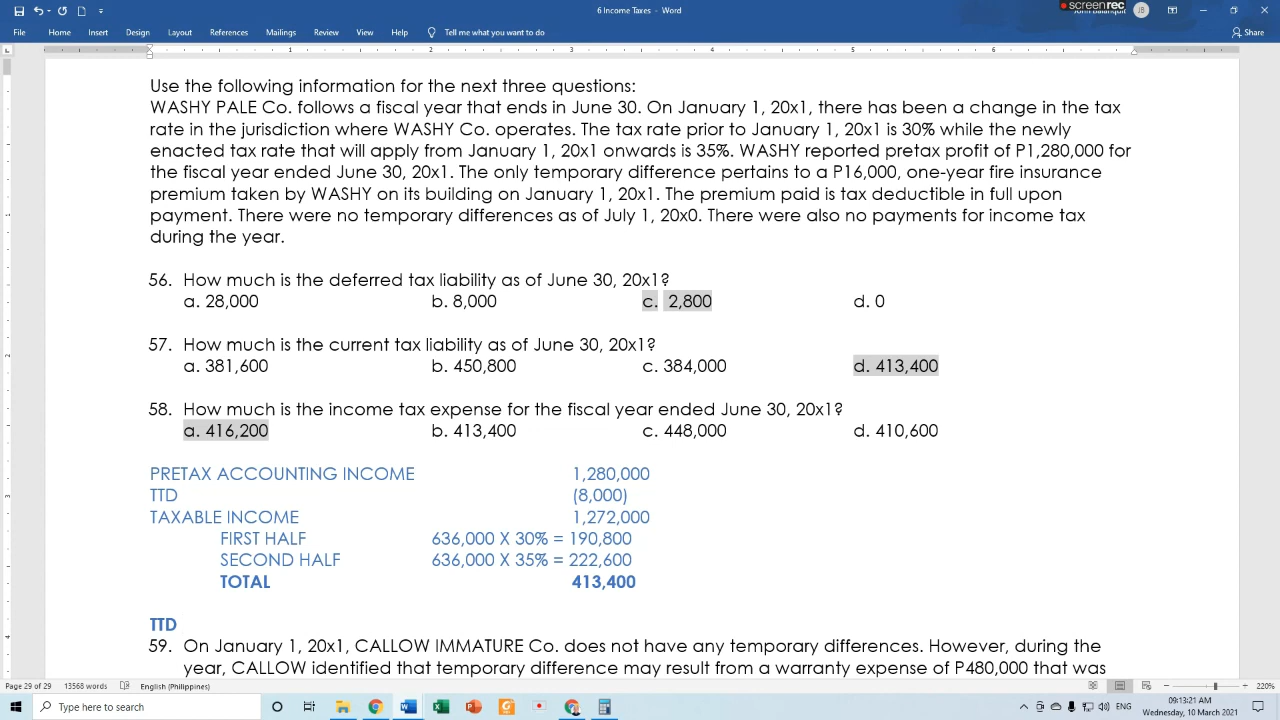 6 Income Taxes - Word
screenrec
JB
File Home Insert Design Layout References Mailings Review View Help Tell me what you want to do Share
Use the following information for the next three questions:
WASHY PALE Co. follows a fiscal year that ends in June 30. On January 1, 20x1, there has been a change in the tax
rate in the jurisdiction where WASHY Co. operates. The tax rate prior to January 1, 20x1 is 30% while the newly
enacted tax rate that will apply from January 1, 20x1 onwards is 35%. WASHY reported pretax profit of P1,280,000 for
the fiscal year ended June 30, 20x1. The only temporary difference pertains to a P16,000, one-year fire insurance
premium taken by WASHY on its building on January 1, 20x1. The premium paid is tax deductible in full upon
payment. There were no temporary differences as of July 1, 20x0. There were also no payments for income tax
during the year.
56. How much is the deferred tax liability as of June 30, 20x1?
a. 28,000 b. 8,000 c. 2,800 d. 0
57. How much is the current tax liability as of June 30, 20x1?
a. 381,600 b. 450,800 c. 384,000 d. 413,400
58. How much is the income tax expense for the fiscal year ended June 30, 20x1?
a. 416,200 b. 413,400 c. 448,000 d. 410,600
PRETAX ACCOUNTING INCOME 1,280,000
TTD (8,000)
TAXABLE INCOME 1,272,000
FIRST HALF 636,000 X 30% = 190,800
SECOND HALF 636,000 X 35% = 222,600
TOTAL 413,400
TTD
59. On January 1, 20x1, CALLOW IMMATURE Co. does not have any temporary differences. However, during the
year, CALLOW identified that temporary difference may result from a warranty expense of P480,000 that was
Page 29 of 29 13568 words English (Philippines) 220%
Type here to search ENG 09:13:21 AM
Wednesday, 10 March 2021